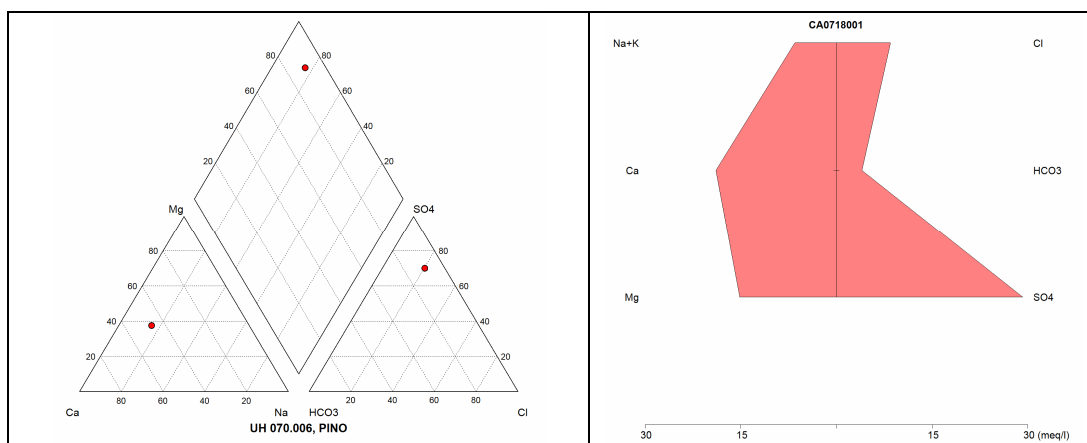 80 80
60 60
40 40
20 20
Mg SO4
80 80
60 60
40 40
20 20
80 60 40 20 20 40 60 80
Ca Na HCO3 Cl
UH 070.006, PINO
CA0718001
Na+K Cl
Ca HCO3
Mg SO4
30 15 15 30 (meq/l)